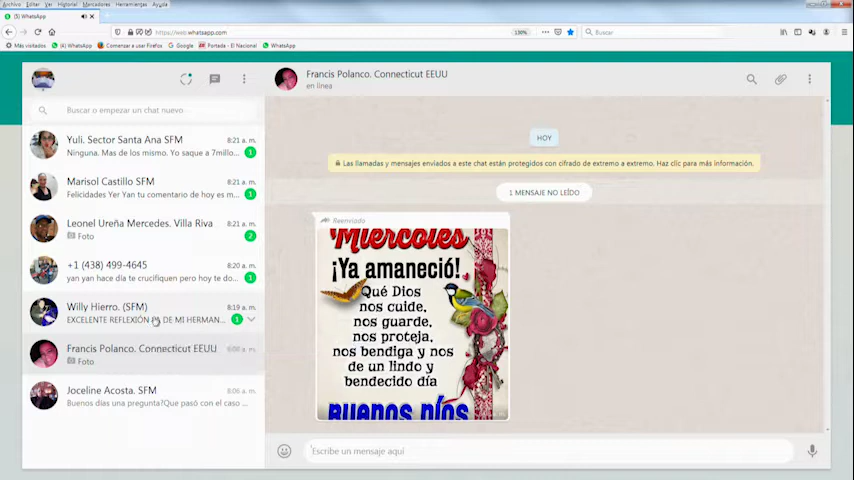 Archivo Editar Ver Historial Marcadores Herramientas Ayuda
(5) WhatsApp
https://web.whatsapp.com
130%
Buscar
Más visitados
(4) WhatsApp
Comenzar a usar Firefox
Google
Portada - El Nacional
WhatsApp
Buscar o empezar un chat nuevo
Yuli. Sector Santa Ana SFM 8:21 a. m.
Ninguna. Mas de los mismo. Yo saque a 7millo... 1
Marisol Castillo SFM 8:21 a. m.
Felicidades Yer Yan tu comentario de hoy es m... 1
Leonel Ureña Mercedes. Villa Riva 8:21 a. m.
Foto 2
+1 (438) 499-4645 8:20 a. m.
yan yan hace dia te crucifiquen pero hoy te do... 1
Willy Hierro. (SFM) 8:19 a. m.
EXCELENTE REFLEXIÓN DE MI HERMAN... 1
Francis Polanco. Connecticut EEUU
Foto
Joceline Acosta. SFM 8:06 a. m.
Buenos días una pregunta?Que pasó con el caso ...
Francis Polanco. Connecticut EEUU
en línea
HOY
Las llamadas y mensajes enviados a este chat están protegidos con cifrado de extremo a extremo. Haz clic para más información.
1 MENSAJE NO LEÍDO
Reenviado
Miércoles
¡Ya amaneció!
Qué Dios
nos cuide,
nos guarde,
nos proteja,
nos bendiga y nos
de un lindo y
bendecido día
BUENOS DÍOS
Escribe un mensaje aquí